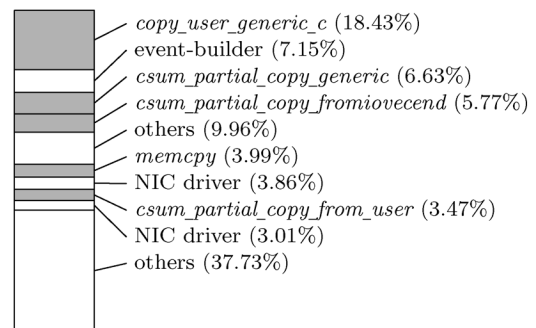 copy_user_generic_c (18.43%)
event-builder (7.15%)
csum_partial_copy_generic (6.63%)
csum_partial_copy_fromiovecend (5.77%)
others (9.96%)
memcpy (3.99%)
NIC driver (3.86%)
csum_partial_copy_from_user (3.47%)
NIC driver (3.01%)
others (37.73%)